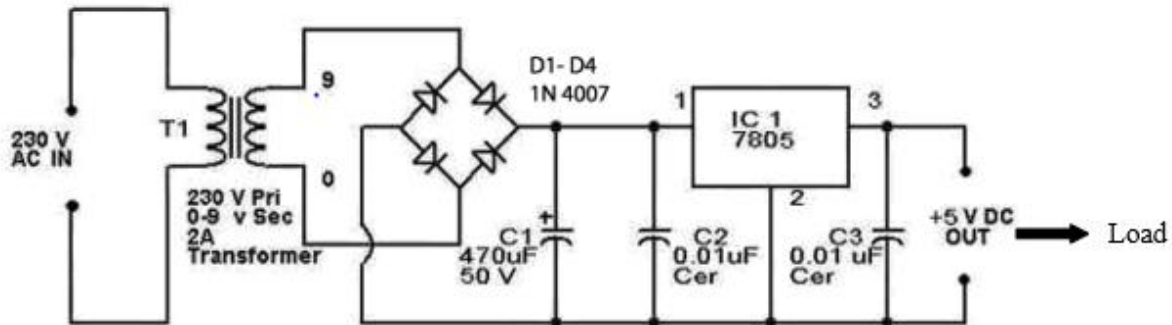 230 V
AC IN
T1
9
0
230 V Pri
0-9 v Sec
2A
Transformer
D1- D4
1N 4007
C1
470uF
50 V
+
C2
0.01uF
Cer
1
IC 1
7805
3
2
C3
0.01 uF
Cer
+5 V DC
OUT
Load